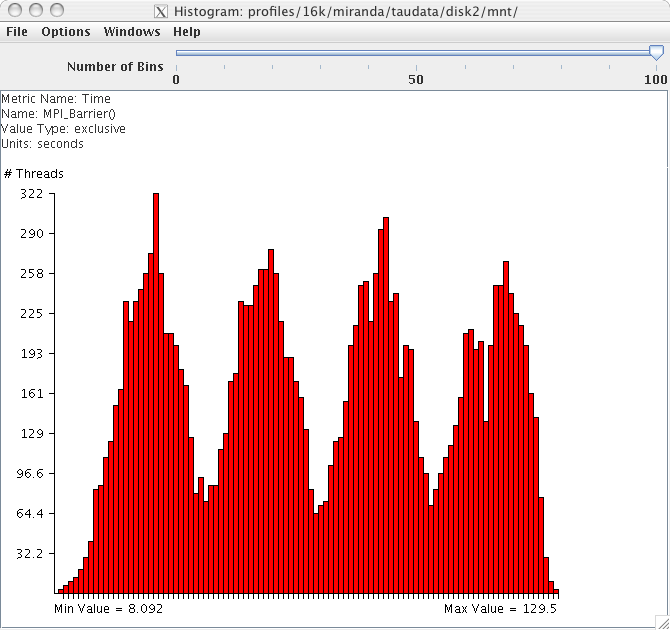 Histogram: profiles/16k/miranda/taudata/disk2/mnt/
File Options Windows Help
Number of Bins
0 50 100
Metric Name: Time
Name: MPI_Barrier()
Value Type: exclusive
Units: seconds
# Threads
322
290
258
225
193
161
129
96.6
64.4
32.2
Min Value = 8.092 Max Value = 129.5